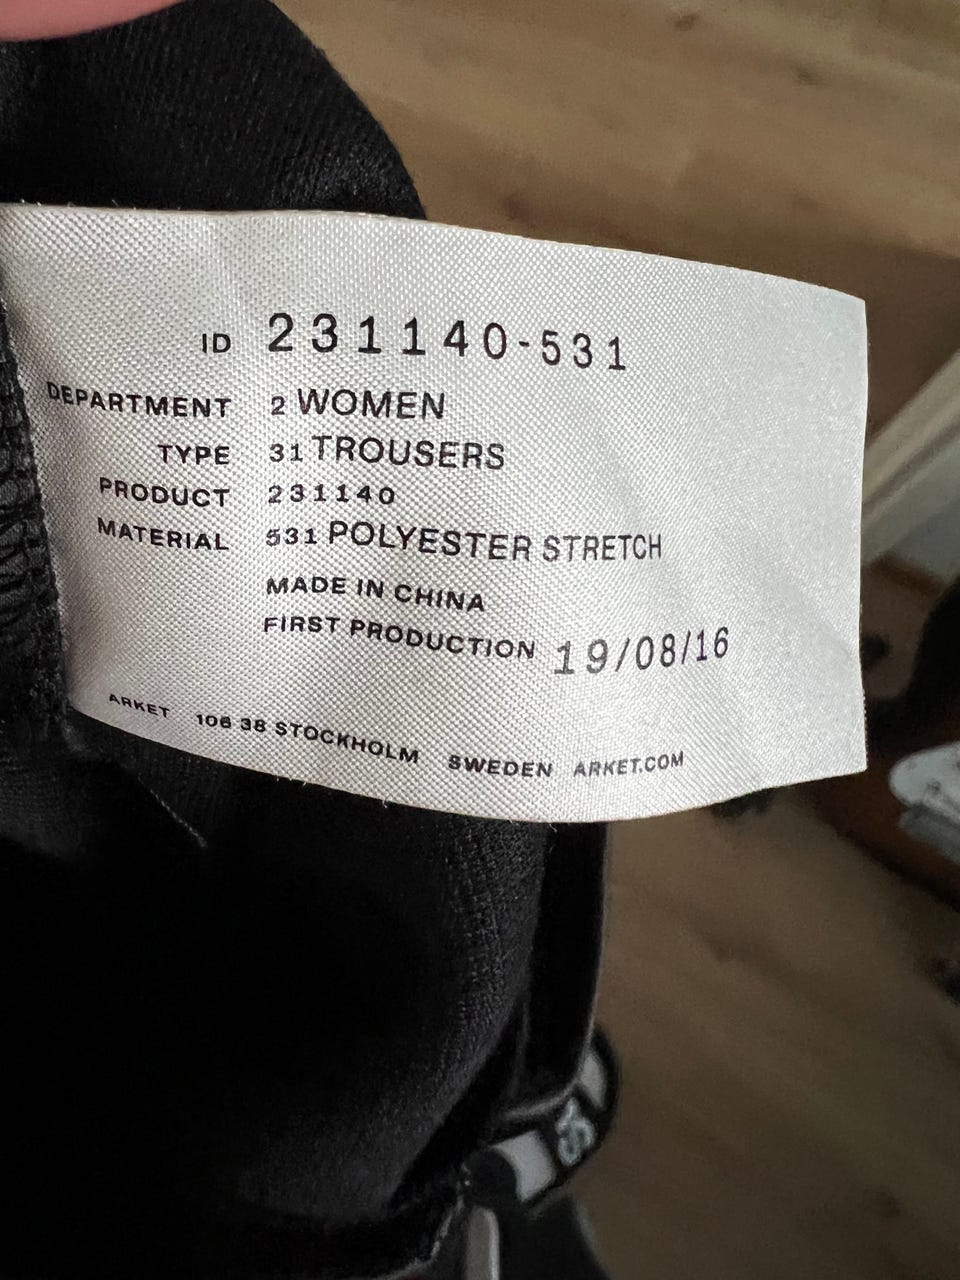 ID 231140-531
DEPARTMENT 2 WOMEN
TYPE 31 TROUSERS
PRODUCT 231140
MATERIAL 531 POLYESTER STRETCH
MADE IN CHINA
FIRST PRODUCTION 19/08/16
ARKET 106 38 STOCKHOLM SWEDEN ARKET.COM